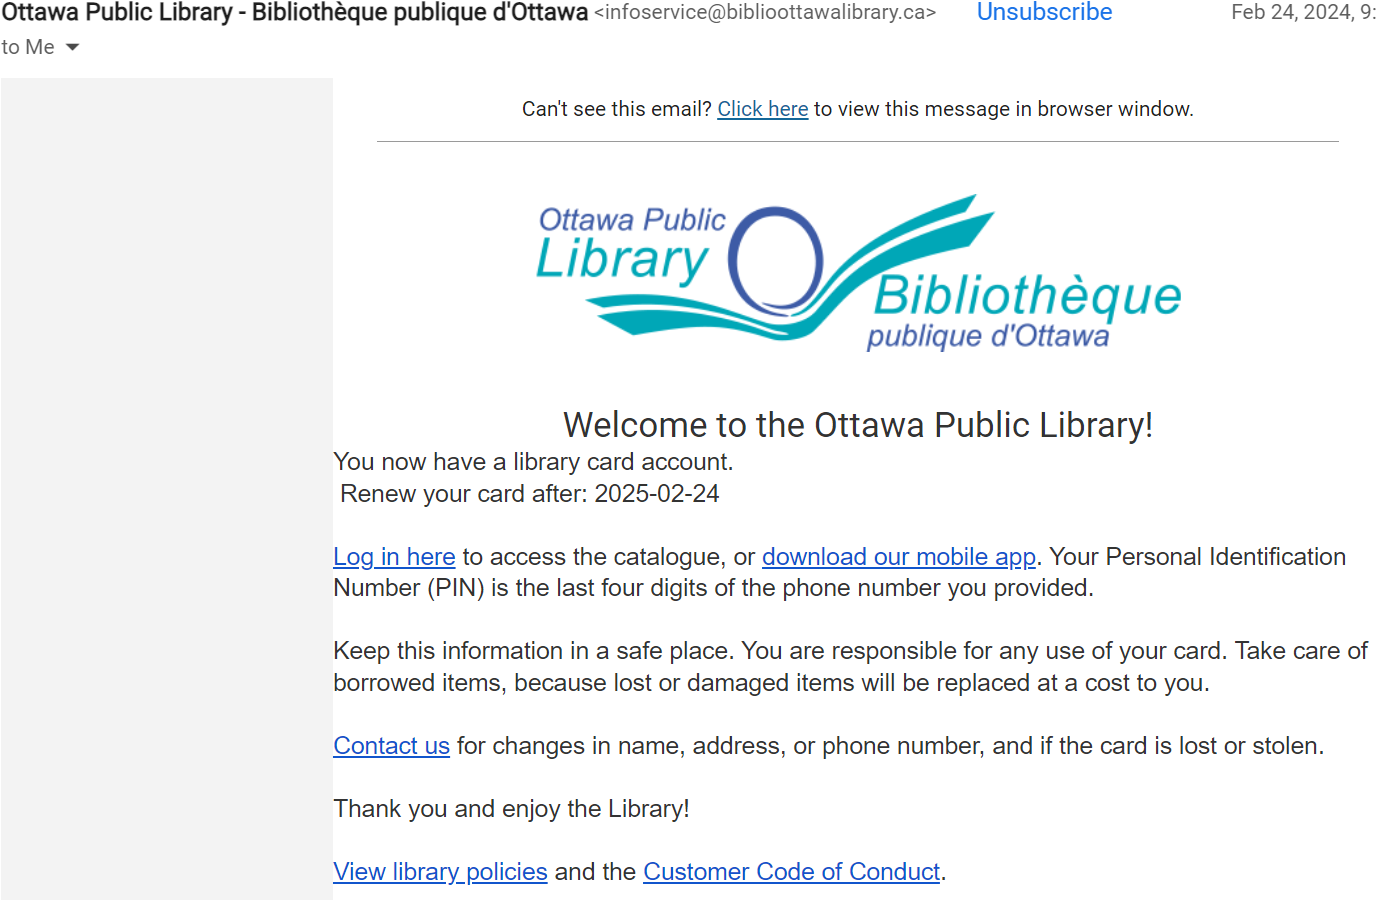 Ottawa Public Library - Bibliothèque publique d'Ottawa <infoservice@biblioottawalibrary.ca> Unsubscribe Feb 24, 2024, 9:
to Me
Can't see this email? Click here to view this message in browser window.
Ottawa Public
Library
Bibliothèque
publique d'Ottawa
Welcome to the Ottawa Public Library!
You now have a library card account.
Renew your card after: 2025-02-24
Log in here to access the catalogue, or download our mobile app. Your Personal Identification
Number (PIN) is the last four digits of the phone number you provided.
Keep this information in a safe place. You are responsible for any use of your card. Take care of
borrowed items, because lost or damaged items will be replaced at a cost to you.
Contact us for changes in name, address, or phone number, and if the card is lost or stolen.
Thank you and enjoy the Library!
View library policies and the Customer Code of Conduct.